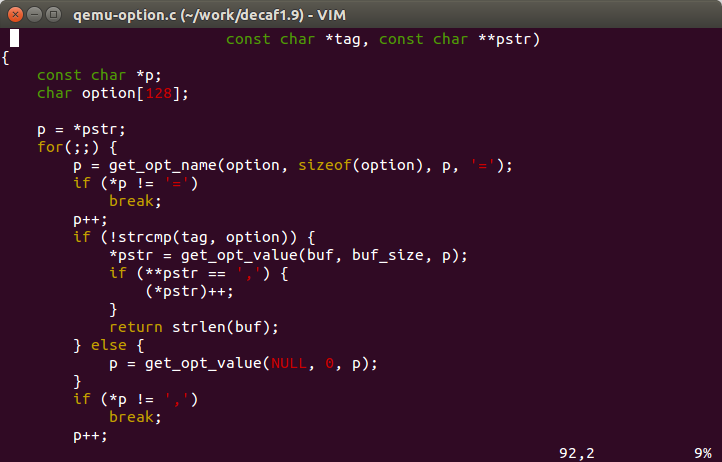 qemu-option.c (~/work/decaf1.9) - VIM
                         const char *tag, const char **pstr)
{
    const char *p;
    char option[128];

    p = *pstr;
    for(;;) {
        p = get_opt_name(option, sizeof(option), p, '=');
        if (*p != '=')
            break;
        p++;
        if (!strcmp(tag, option)) {
            *pstr = get_opt_value(buf, buf_size, p);
            if (**pstr == ',') {
                (*pstr)++;
            }
            return strlen(buf);
        } else {
            p = get_opt_value(NULL, 0, p);
        }
        if (*p != ',')
            break;
        p++;
92,2 9%